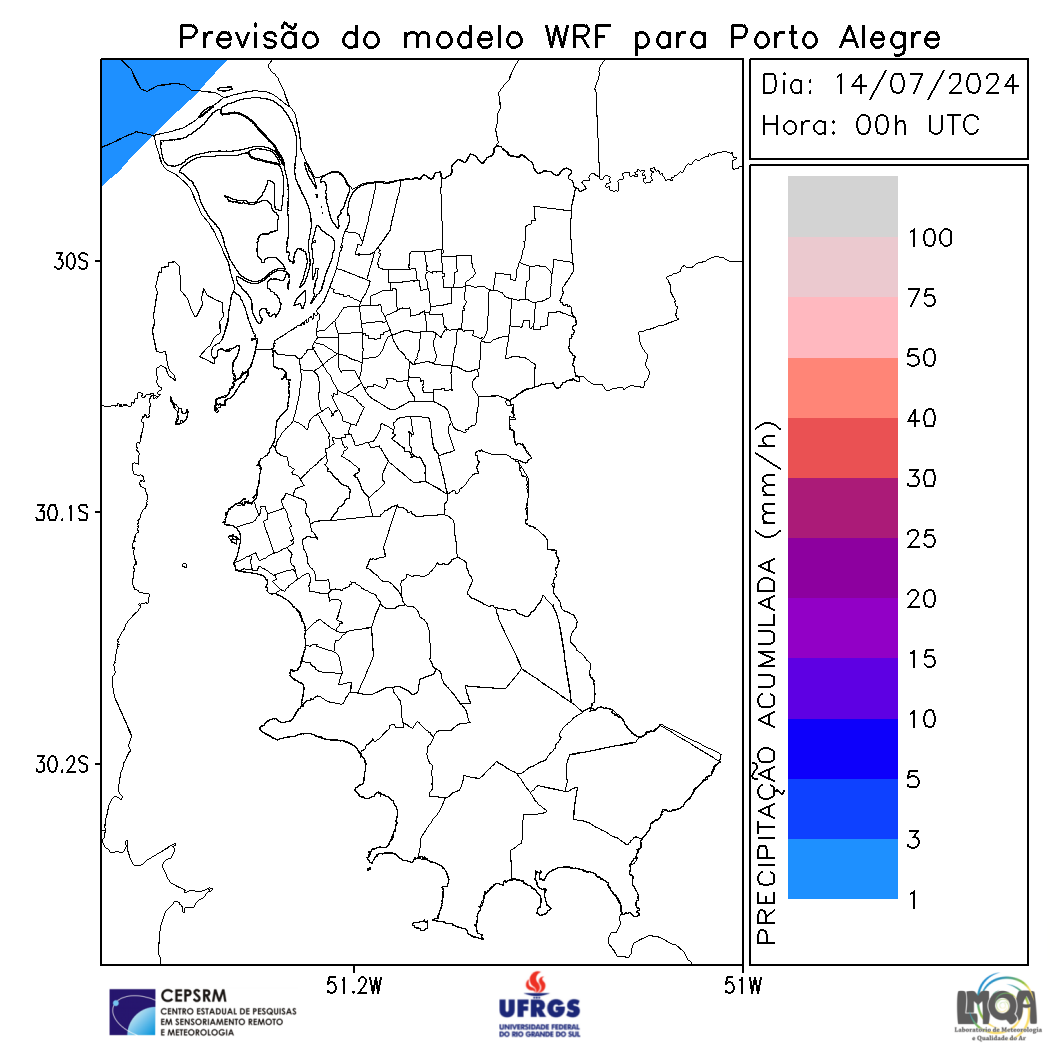 Previsão do modelo WRF para Porto Alegre
Dia: 14/07/2024
Hora: 00h UTC
30S
30.1S
30.2S
51.2W
51W
PRECIPITAÇÃO ACUMULADA (mm/h)
100
75
50
40
30
25
20
15
10
5
3
1
CEPSRM
CENTRO ESTADUAL DE PESQUISAS
EM SENSORIAMENTO REMOTO
E METEOROLOGIA
UFRGS
UNIVERSIDADE FEDERAL
DO RIO GRANDE DO SUL
LMQA
Laboratório de Meteorologia
e Qualidade do Ar